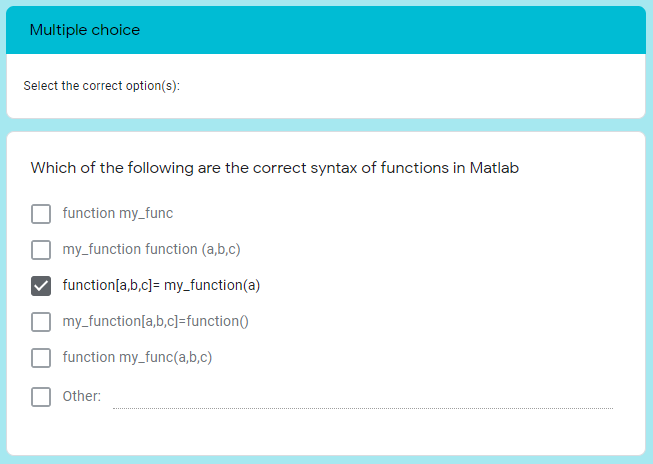 Multiple choice
Select the correct option(s):
Which of the following are the correct syntax of functions in Matlab
function my_func
my_function function (a,b,c)
function[a,b,c]= my_function(a)
my_function[a,b,c]=function()
function my_func(a,b,c)
Other: